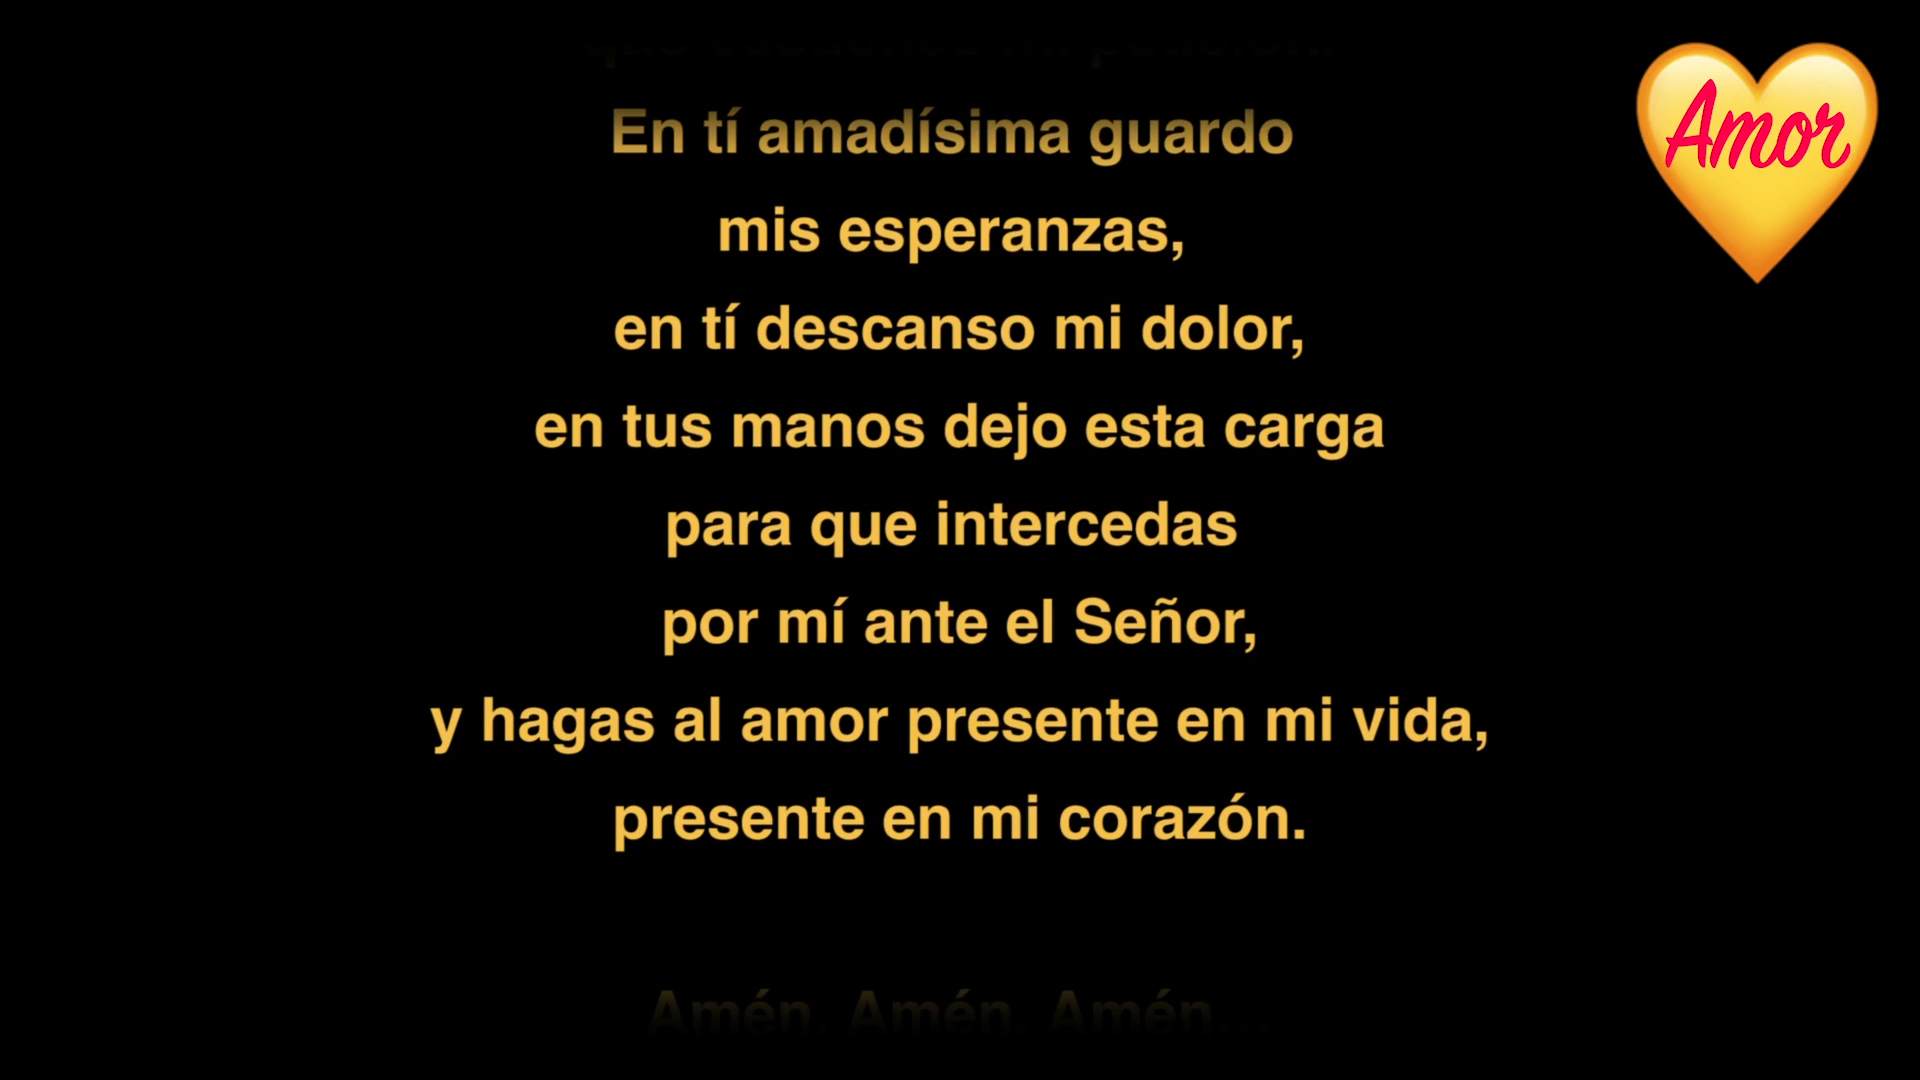 En tí amadísima guardo
mis esperanzas,
en tí descanso mi dolor,
en tus manos dejo esta carga
para que intercedas
por mí ante el Señor,
y hagas al amor presente en mi vida,
presente en mi corazón.
Amén. Amén. Amén...
Amor